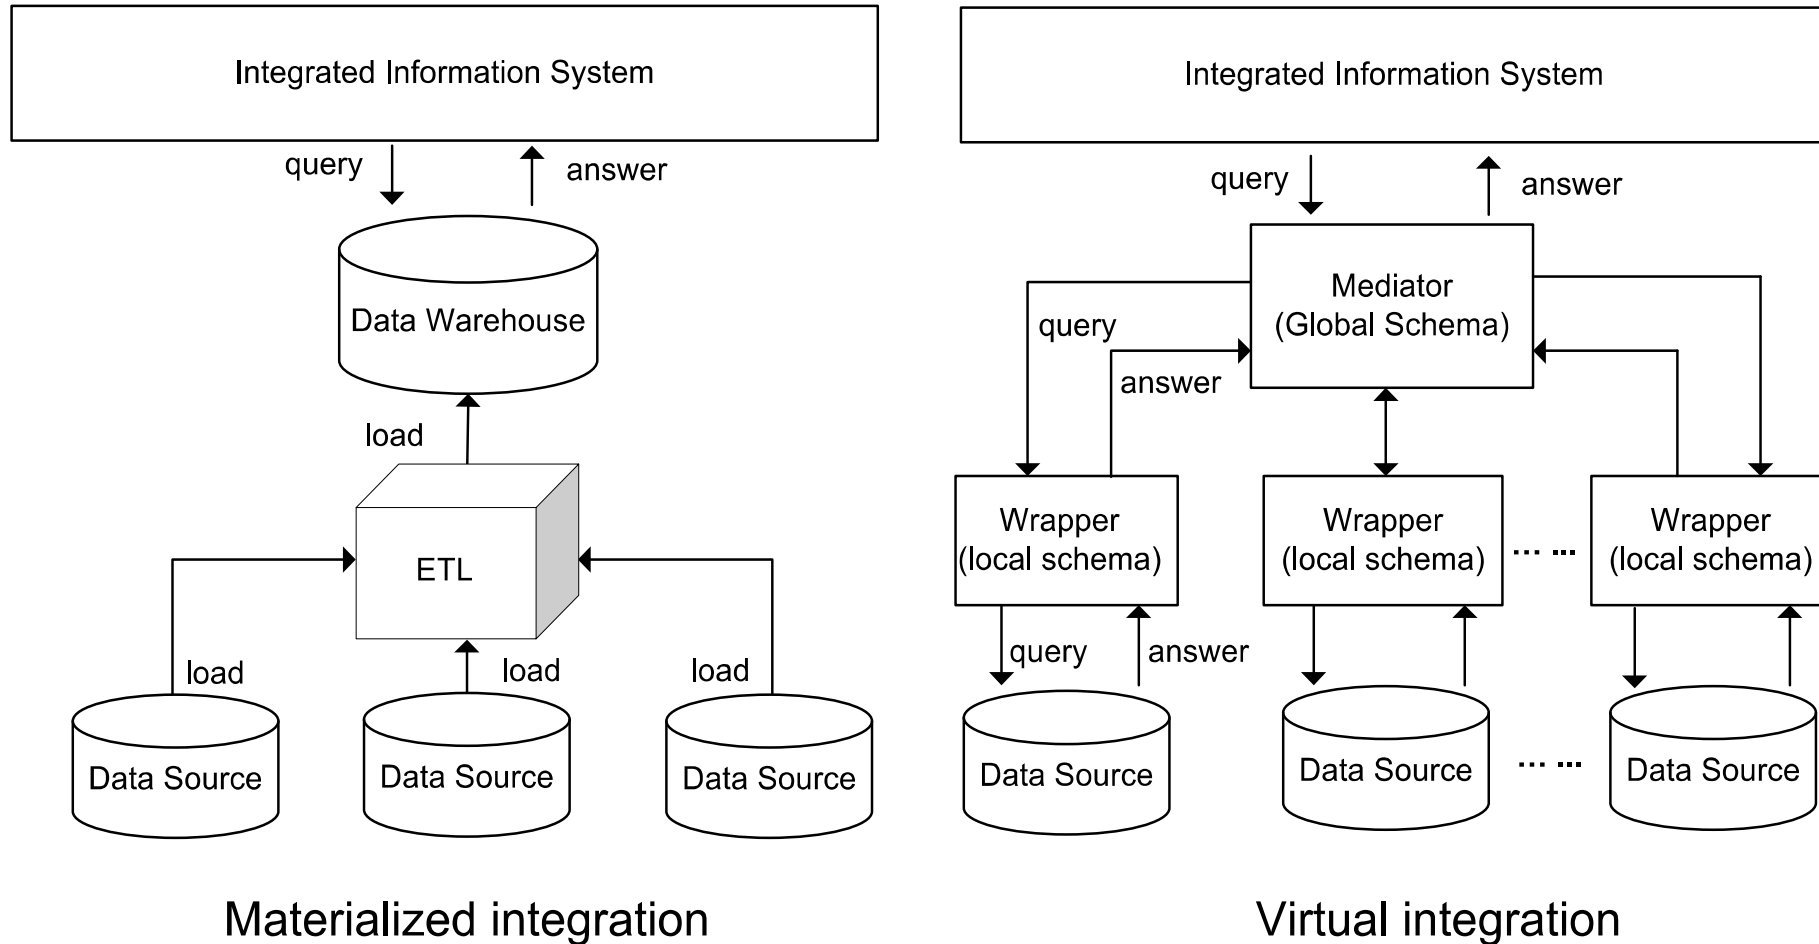 Integrated Information System
query
answer
Data Warehouse
load
ETL
load
load
load
Data Source
Data Source
Data Source
Materialized integration
Integrated Information System
query
answer
Mediator
(Global Schema)
query
answer
Wrapper
(local schema)
Wrapper
(local schema)
... ...
Wrapper
(local schema)
query
answer
Data Source
Data Source
... ...
Data Source
Virtual integration